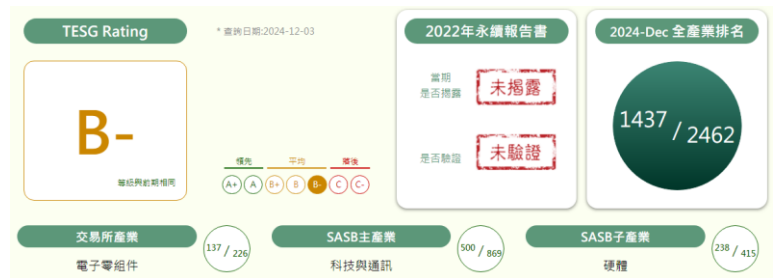 TESG Rating
* 查詢日期:2024-12-03
B-
等級與前期相同
領先 平均 落後
A+ A B+ B B- C C-
2022年永續報告書
當期
是否揭露
未揭露
是否驗證
未驗證
2024-Dec 全產業排名
1437 / 2462
交易所產業
電子零組件
137 / 226
SASB主產業
科技與通訊
500 / 869
SASB子產業
硬體
238 / 415